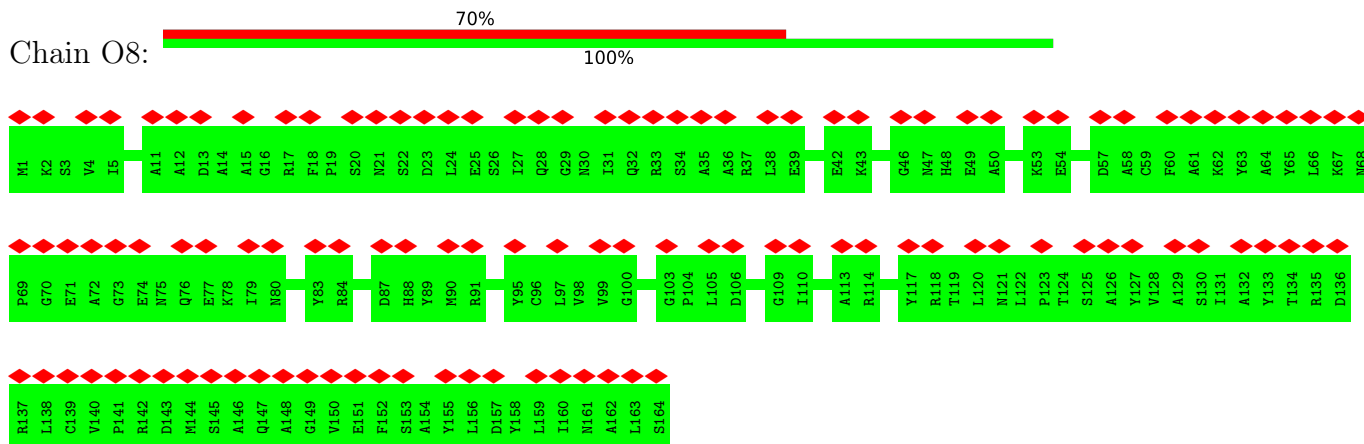 70%
Chain O8:
100%
M1 K2 S3 V4 I5 A11 A12 D13 A14 A15 G16 R17 F18 P19 S20 N21 S22 D23 L24 E25 S26 I27 Q28 G29 N30 I31 Q32 R33 S34 A35 A36 R37 L38 E39 E42 K43 G46 N47 H48 E49 A50 K53 E54 D57 A58 C59 F60 A61 K62 Y63 A64 Y65 L66 K67 N68
P69 G70 E71 A72 G73 E74 N75 Q76 E77 K78 I79 N80 Y83 R84 D87 H88 Y89 M90 R91 Y95 C96 L97 V98 V99 G100 G103 P104 L105 D106 G109 I110 A113 R114 Y117 R118 T119 L120 N121 L122 P123 T124 S125 A126 Y127 V128 A129 S130 I131 A132 Y133 T134 R135 D136
R137 L138 C139 V140 P141 R142 D143 M144 S145 A146 Q147 A148 G149 V150 E151 F152 S153 A154 Y155 L156 D157 Y158 L159 I160 N161 A162 L163 S164